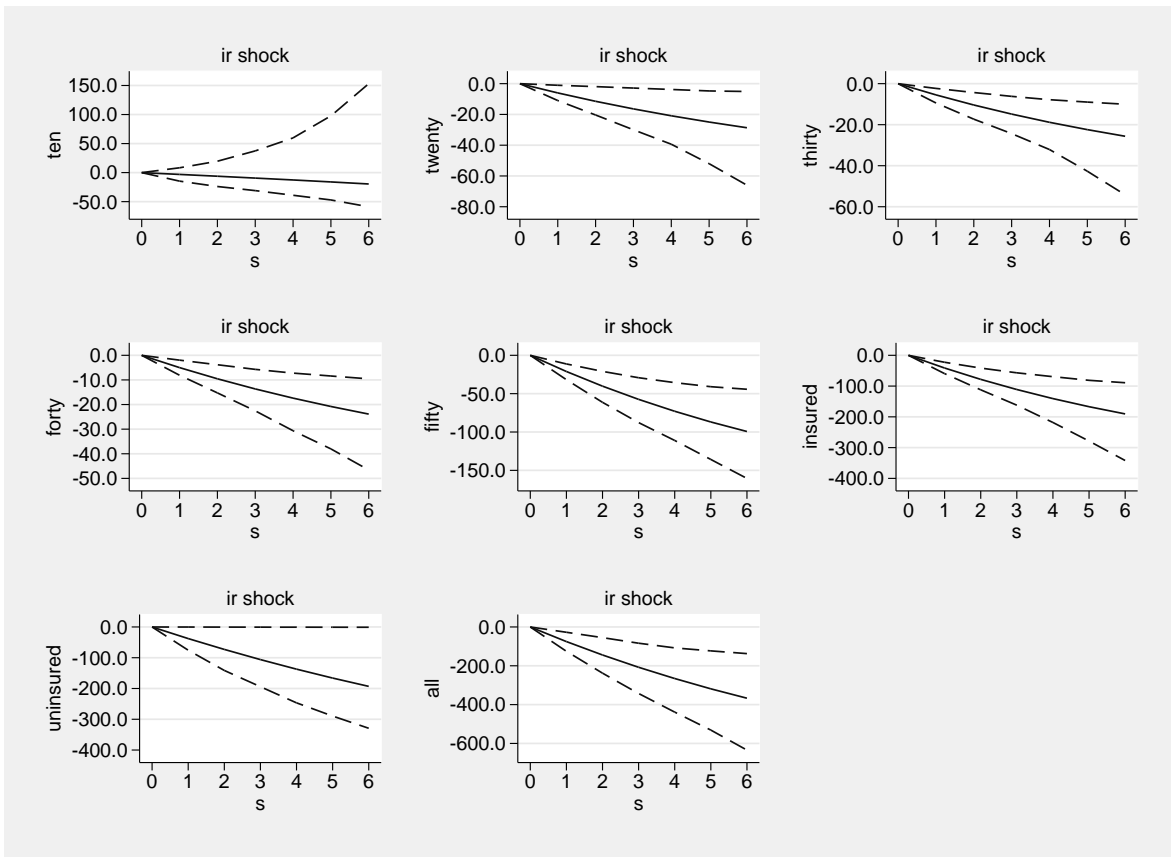 ir shock
ten
150.0
100.0
50.0
0.0
-50.0
0 1 2 3 4 5 6
s
ir shock
twenty
0.0
-20.0
-40.0
-60.0
-80.0
0 1 2 3 4 5 6
s
ir shock
thirty
0.0
-20.0
-40.0
-60.0
0 1 2 3 4 5 6
s
ir shock
forty
0.0
-10.0
-20.0
-30.0
-40.0
-50.0
0 1 2 3 4 5 6
s
ir shock
fifty
0.0
-50.0
-100.0
-150.0
0 1 2 3 4 5 6
s
ir shock
insured
0.0
-100.0
-200.0
-300.0
-400.0
0 1 2 3 4 5 6
s
ir shock
uninsured
0.0
-100.0
-200.0
-300.0
-400.0
0 1 2 3 4 5 6
s
ir shock
all
0.0
-200.0
-400.0
-600.0
0 1 2 3 4 5 6
s